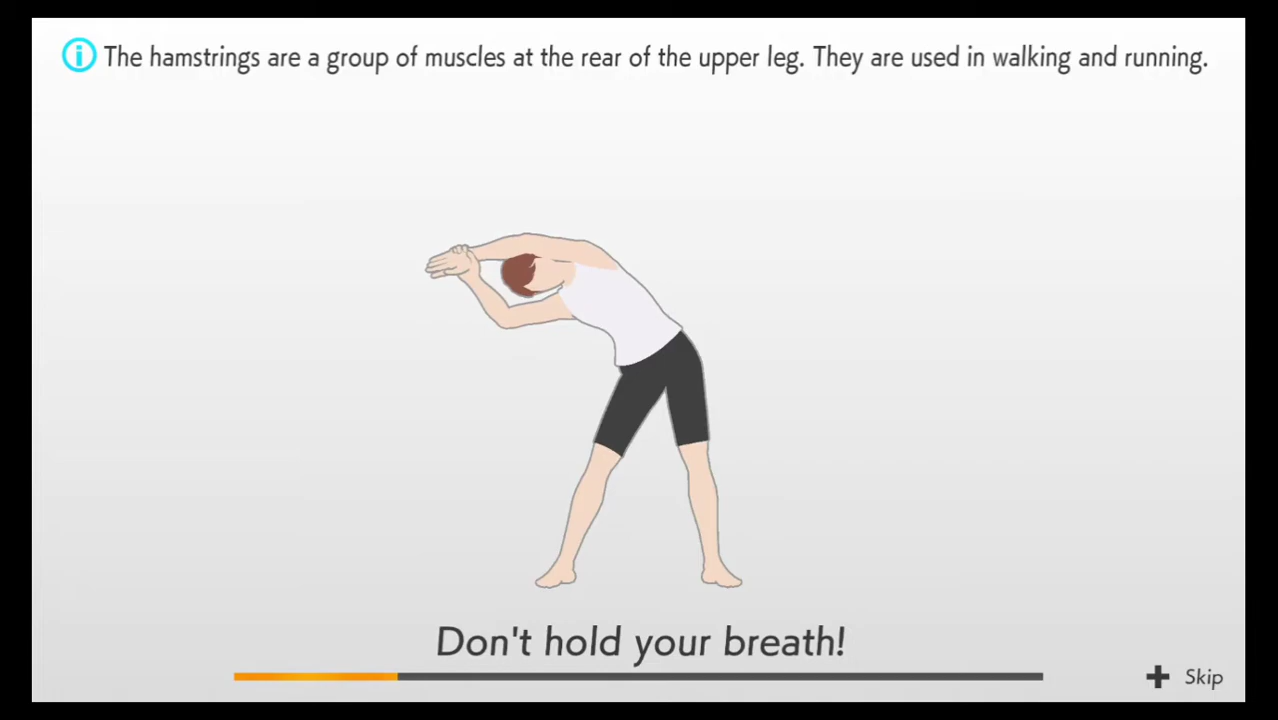 The hamstrings are a group of muscles at the rear of the upper leg. They are used in walking and running.
Don't hold your breath!
Skip